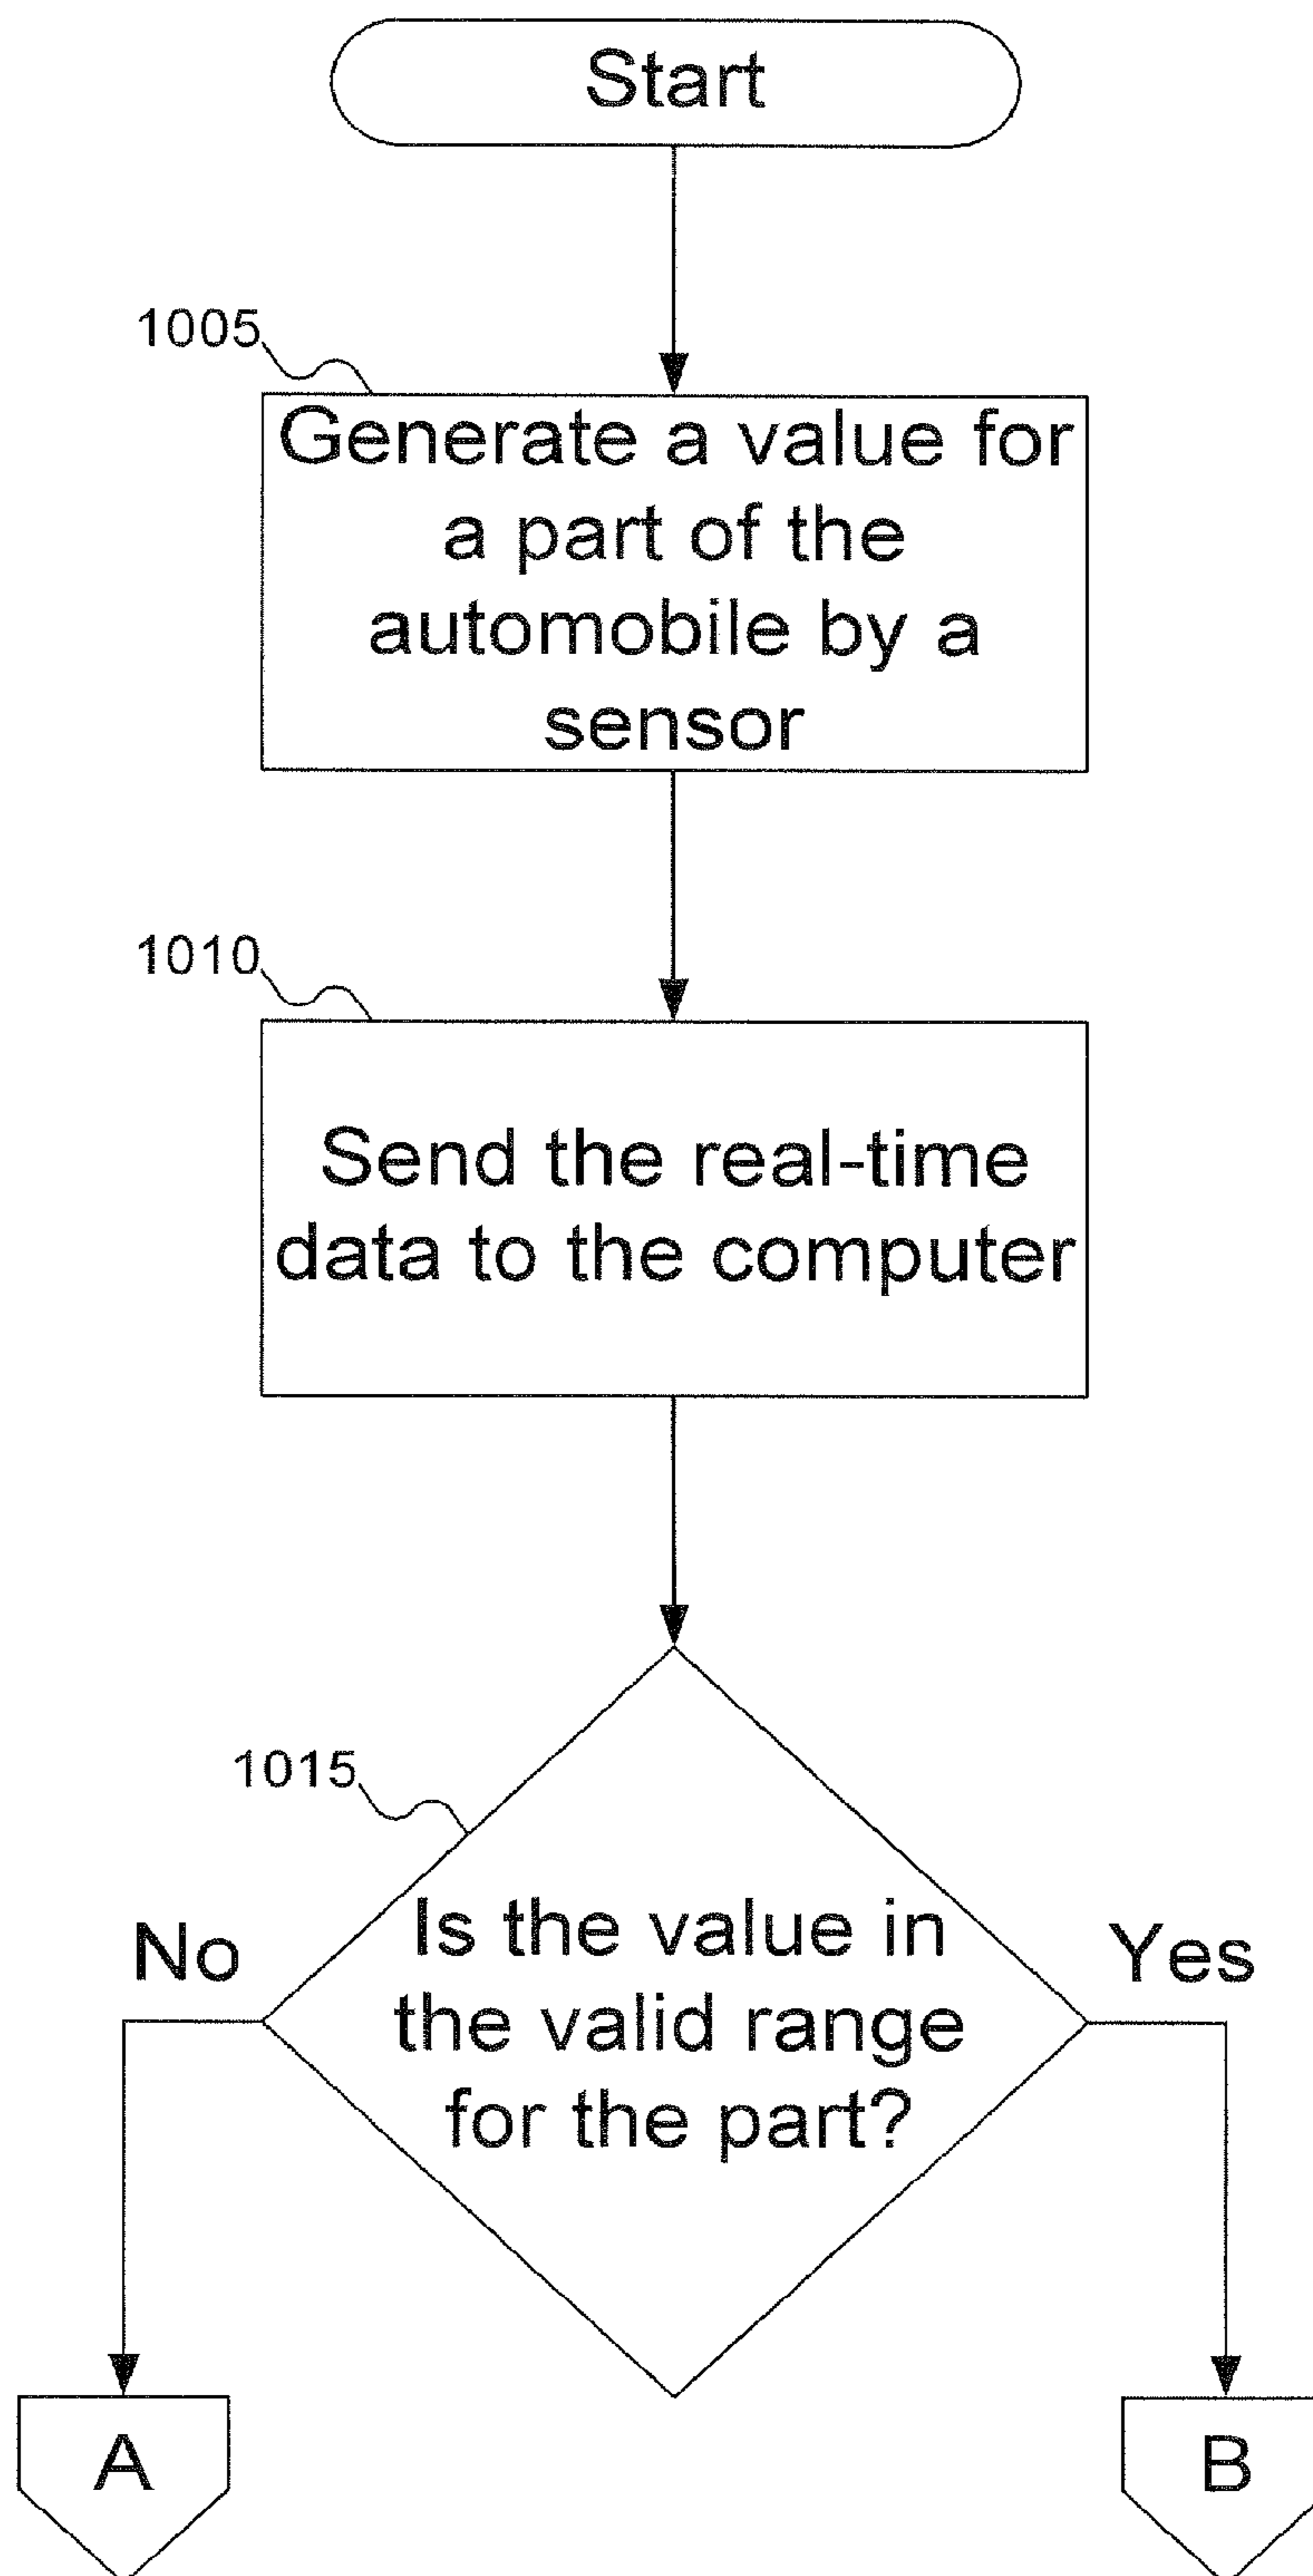 Start
1005
Generate a value for
a part of the
automobile by a
sensor
1010
Send the real-time
data to the computer
1015
Is the value in
the valid range
for the part?
No
Yes
A
B